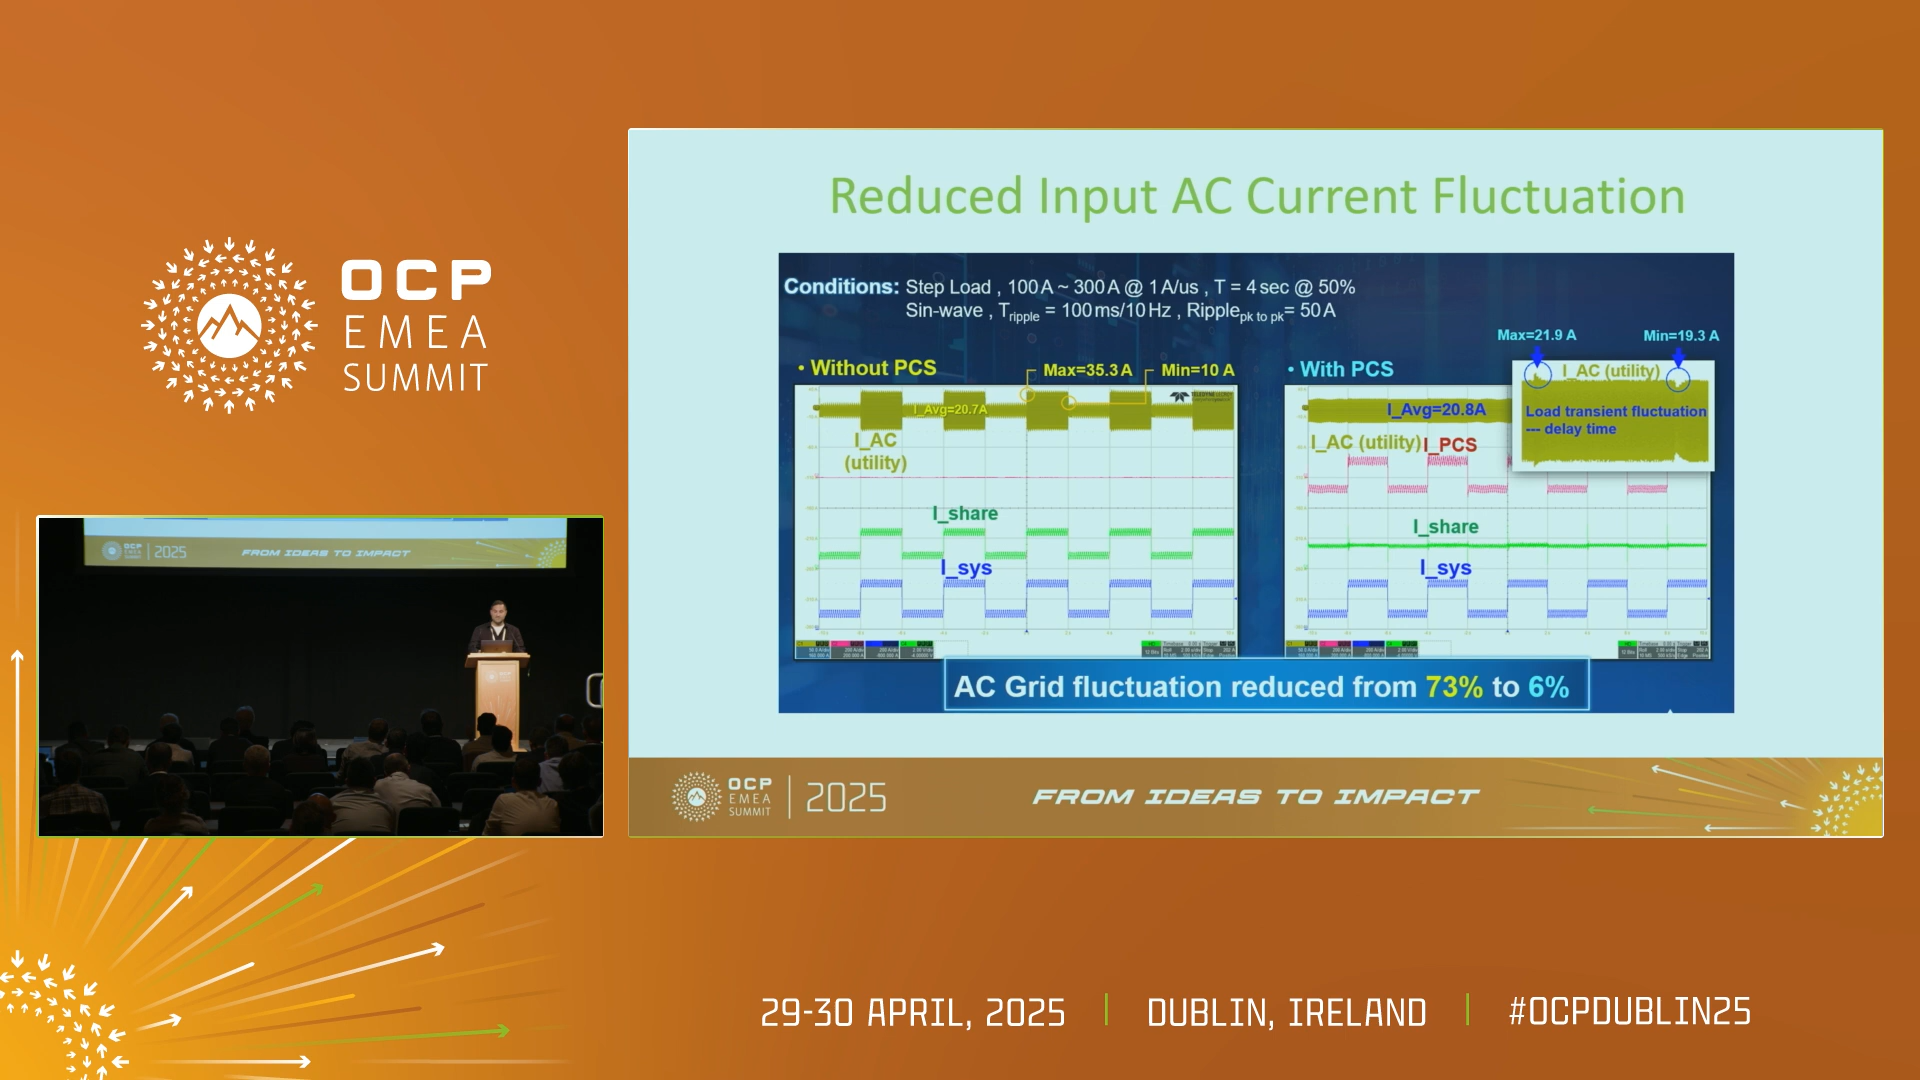 OCP
EMEA
SUMMIT
2025
FROM IDEAS TO IMPACT
Reduced Input AC Current Fluctuation
Conditions: Step Load , 100A ~ 300A @ 1A/us , T = 4sec @ 50%
Sin-wave , Tripple = 100ms/10Hz , Ripplepk to pk= 50A
• Without PCS
Max=35.3A
Min=10 A
I_Avg=20.7A
I_AC
(utility)
I_share
I_sys
• With PCS
Max=21.9 A
Min=19.3 A
I_AC (utility)
Load transient fluctuation
--- delay time
I_Avg=20.8A
I_AC (utility)
I_PCS
I_share
I_sys
AC Grid fluctuation reduced from 73% to 6%
OCP
EMEA
SUMMIT
2025
FROM IDEAS TO IMPACT
29-30 APRIL, 2025
DUBLIN, IRELAND
#OCPDUBLIN25